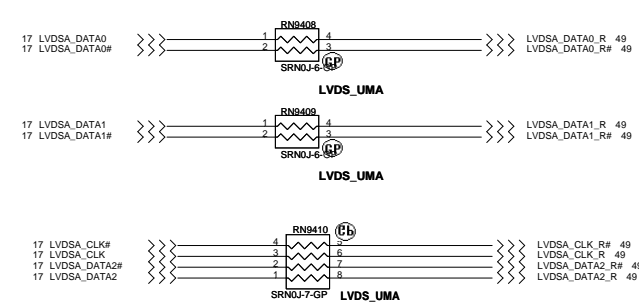 RN9408
17 LVDSA_DATA0 1 4 LVDSA_DATA0_R 49
17 LVDSA_DATA0# 2 3 LVDSA_DATA0_R# 49
SRN0J-6-GP
LVDS_UMA
RN9409
17 LVDSA_DATA1 1 4 LVDSA_DATA1_R 49
17 LVDSA_DATA1# 2 3 LVDSA_DATA1_R# 49
SRN0J-6-GP
LVDS_UMA
RN9410
17 LVDSA_CLK# 4 5 LVDSA_CLK_R# 49
17 LVDSA_CLK 3 6 LVDSA_CLK_R 49
17 LVDSA_DATA2# 2 7 LVDSA_DATA2_R# 49
17 LVDSA_DATA2 1 8 LVDSA_DATA2_R 49
SRN0J-7-GP LVDS_UMA